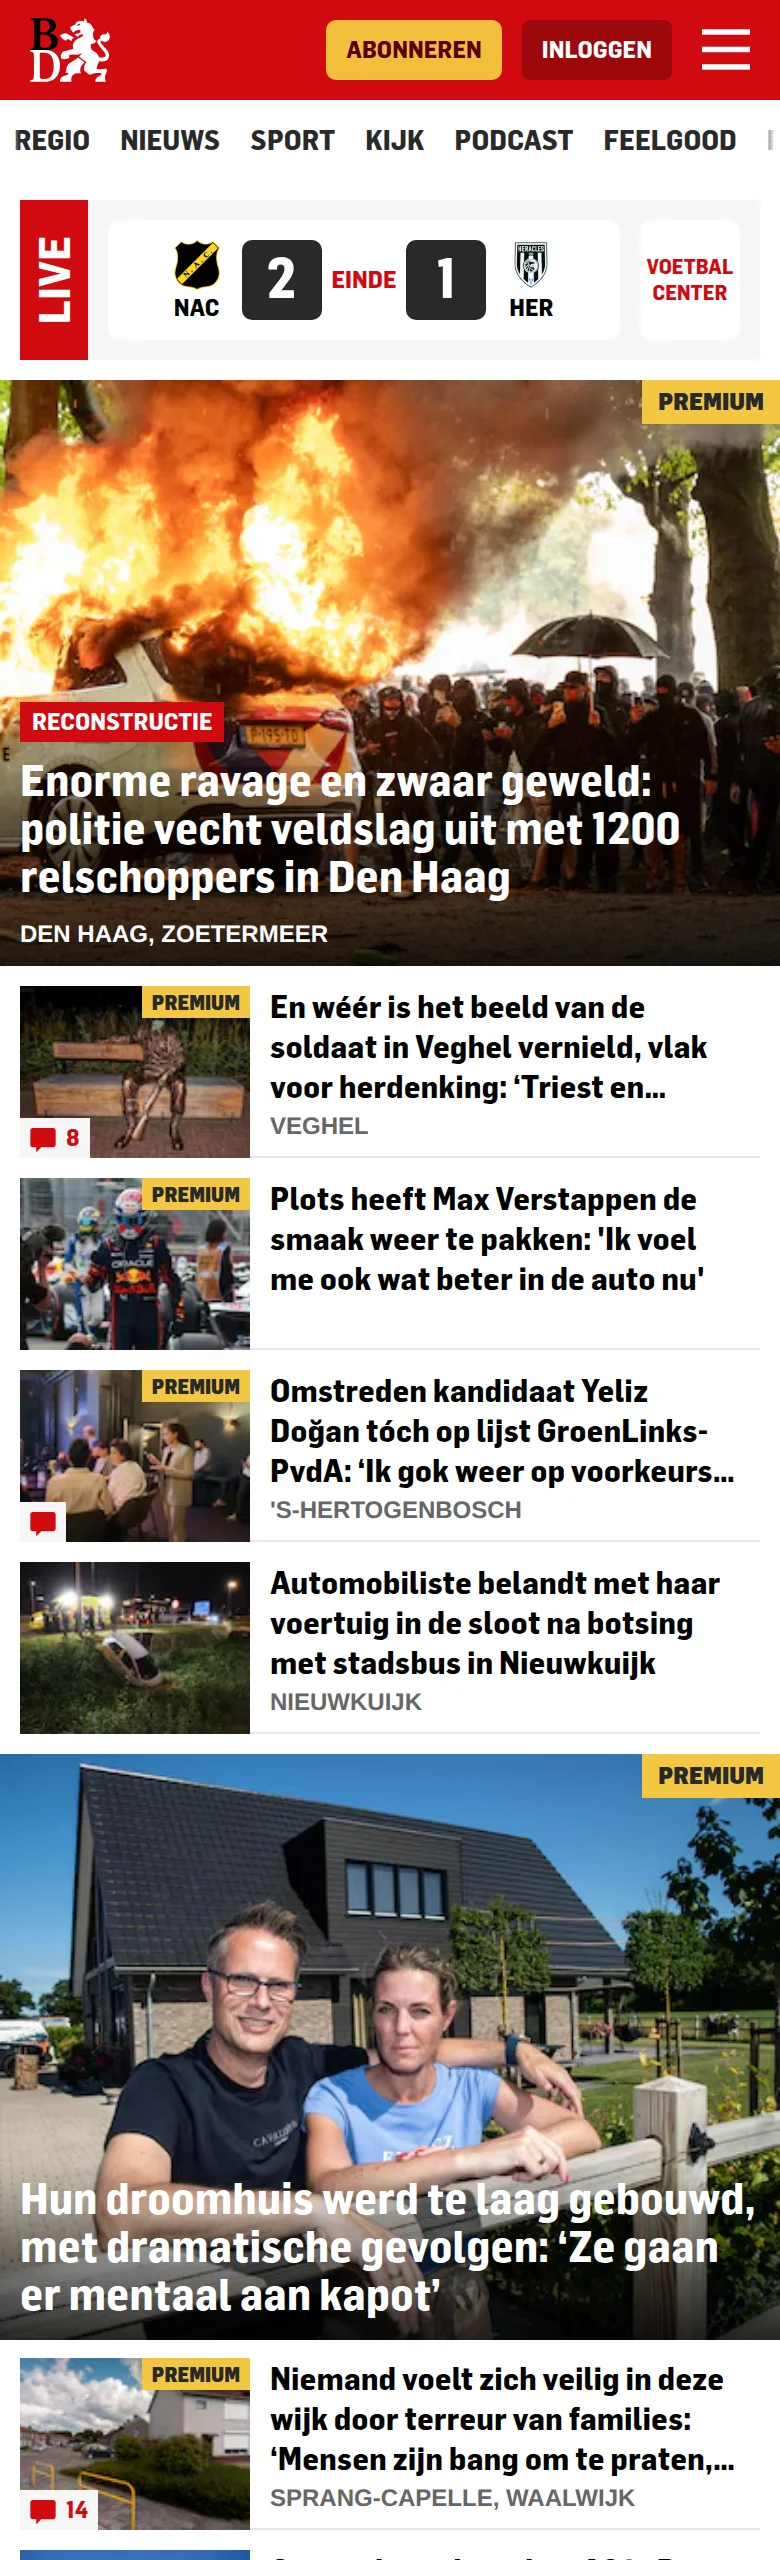 BD
ABONNEREN
INLOGGEN
REGIO NIEUWS SPORT KIJK PODCAST FEELGOOD
LIVE
NAC
2
EINDE
1
HERACLES
HER
VOETBAL
CENTER
PREMIUM
P-195-TD
RECONSTRUCTIE
Enorme ravage en zwaar geweld:
politie vecht veldslag uit met 1200
relschoppers in Den Haag
DEN HAAG, ZOETERMEER
PREMIUM
8
En wéér is het beeld van de
soldaat in Veghel vernield, vlak
voor herdenking: ‘Triest en...
VEGHEL
PREMIUM
Plots heeft Max Verstappen de
smaak weer te pakken: 'Ik voel
me ook wat beter in de auto nu'
PREMIUM
Omstreden kandidaat Yeliz
Doğan tóch op lijst GroenLinks-
PvdA: ‘Ik gok weer op voorkeurs...
'S-HERTOGENBOSCH
Automobiliste belandt met haar
voertuig in de sloot na botsing
met stadsbus in Nieuwkuijk
NIEUWKUIJK
PREMIUM
Hun droomhuis werd te laag gebouwd,
met dramatische gevolgen: ‘Ze gaan
er mentaal aan kapot’
PREMIUM
14
Niemand voelt zich veilig in deze
wijk door terreur van families:
‘Mensen zijn bang om te praten,...
SPRANG-CAPELLE, WAALWIJK